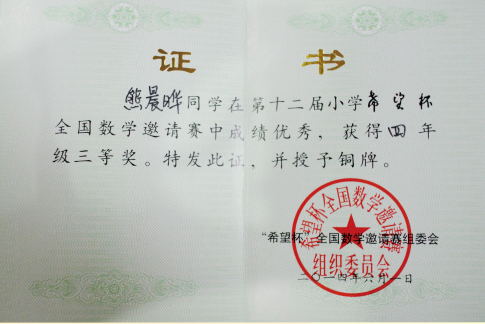 证 书
熊晨晔同学在第十二届小学希望杯
全国数学邀请赛中成绩优秀，获得四年
级三等奖。特发此证，并授予铜牌。
希望杯全国数学邀请赛
组织委员会
“希望杯”全国数学邀请赛组委会
二〇一四年六月一日